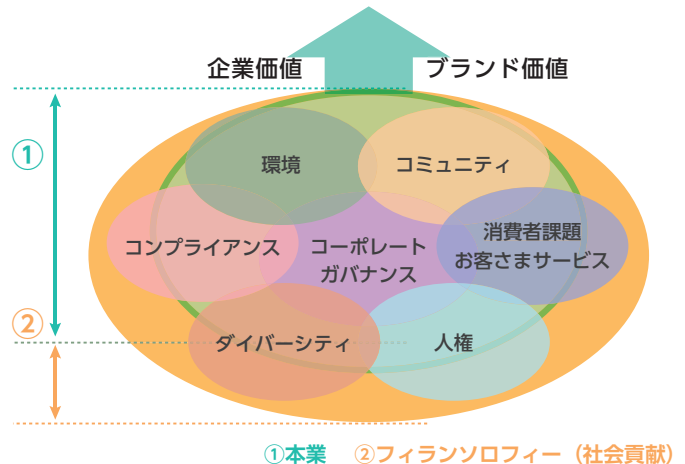 企業価値 ブランド価値
①
環境 コミュニティ
コンプライアンス
コーポレート
ガバナンス
消費者課題
お客さまサービス
②
ダイバーシティ 人権
①本業 ②フィランソロフィー（社会貢献）